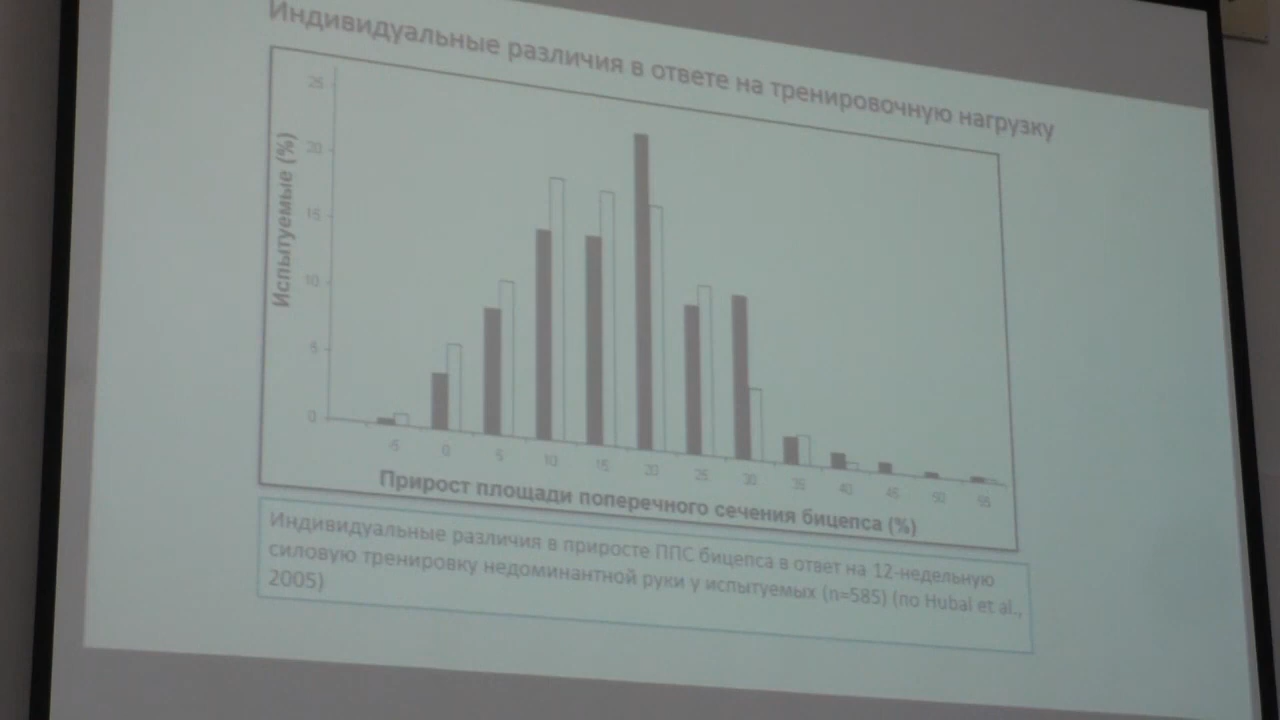 Индивидуальные различия в ответе на тренировочную нагрузку
Испытуемые (%)
25
20
15
10
5
0
-5 0 5 10 15 20 25 30 35 40 45 50 55
Прирост площади поперечного сечения бицепса (%)
Индивидуальные различия в приросте ППС бицепса в ответ на 12-недельную
силовую тренировку недоминантной руки у испытуемых (n=585) (по Hubal et al.,
2005)